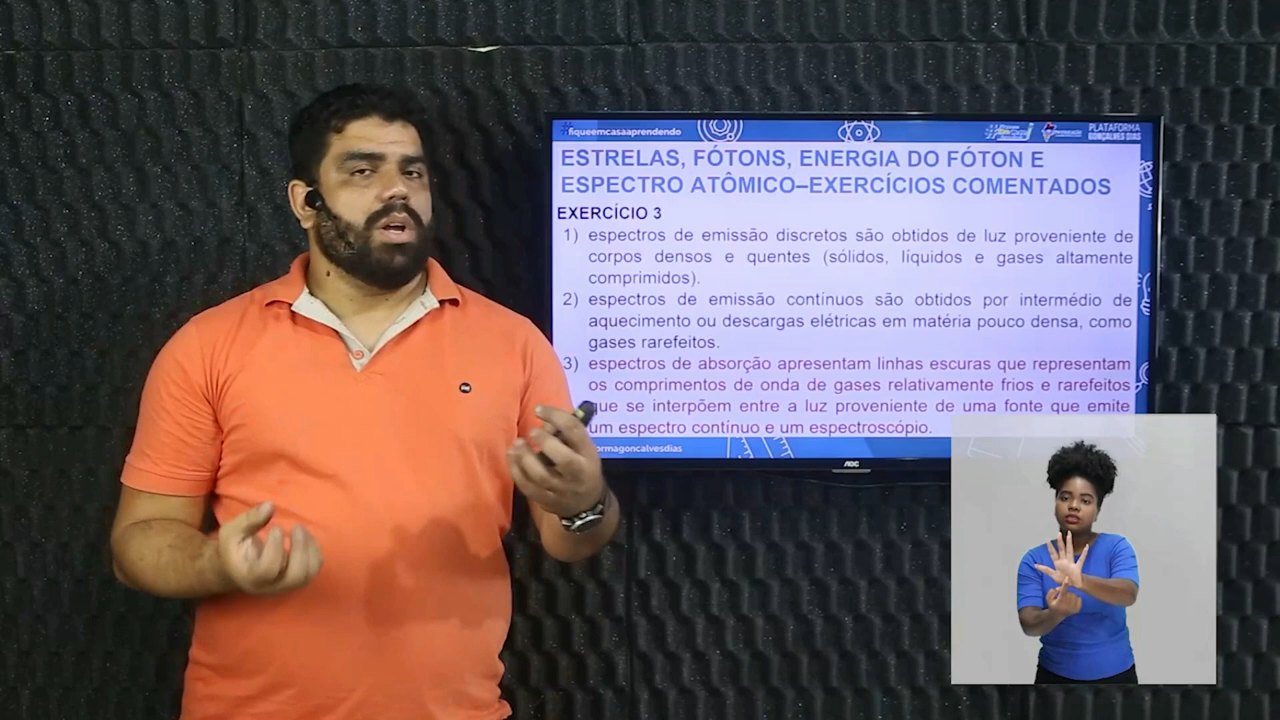 #fiqueemcasaaprendendo
PLATAFORMA
GONÇALVES DIAS
ESTRELAS, FÓTONS, ENERGIA DO FÓTON E
ESPECTRO ATÔMICO–EXERCÍCIOS COMENTADOS
EXERCÍCIO 3
1) espectros de emissão discretos são obtidos de luz proveniente de
corpos densos e quentes (sólidos, líquidos e gases altamente
comprimidos).
2) espectros de emissão contínuos são obtidos por intermédio de
aquecimento ou descargas elétricas em matéria pouco densa, como
gases rarefeitos.
3) espectros de absorção apresentam linhas escuras que representam
os comprimentos de onda de gases relativamente frios e rarefeitos
que se interpõem entre a luz proveniente de uma fonte que emite
um espectro contínuo e um espectroscópio.
ormagoncalvesdias
AOC